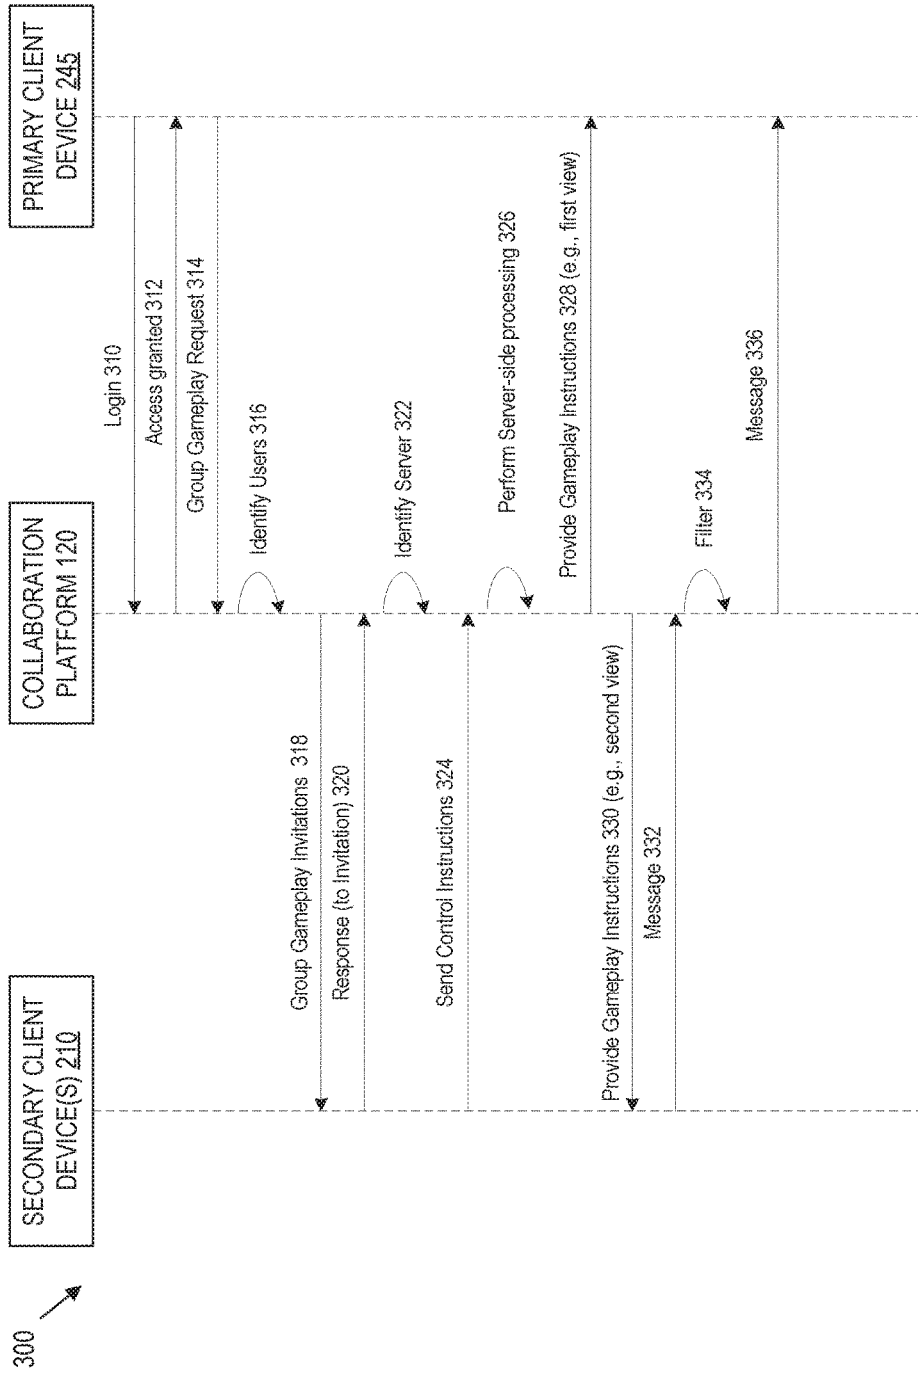 300
SECONDARY CLIENT
DEVICE(S) 210
COLLABORATION
PLATFORM 120
PRIMARY CLIENT
DEVICE 245
Login 310
Access granted 312
Group Gameplay Request 314
Identify Users 316
Group Gameplay Invitations 318
Response (to Invitation) 320
Identify Server 322
Send Control Instructions 324
Perform Server-side processing 326
Provide Gameplay Instructions 328 (e.g., first view)
Provide Gameplay Instructions 330 (e.g., second view)
Message 332
Filter 334
Message 336